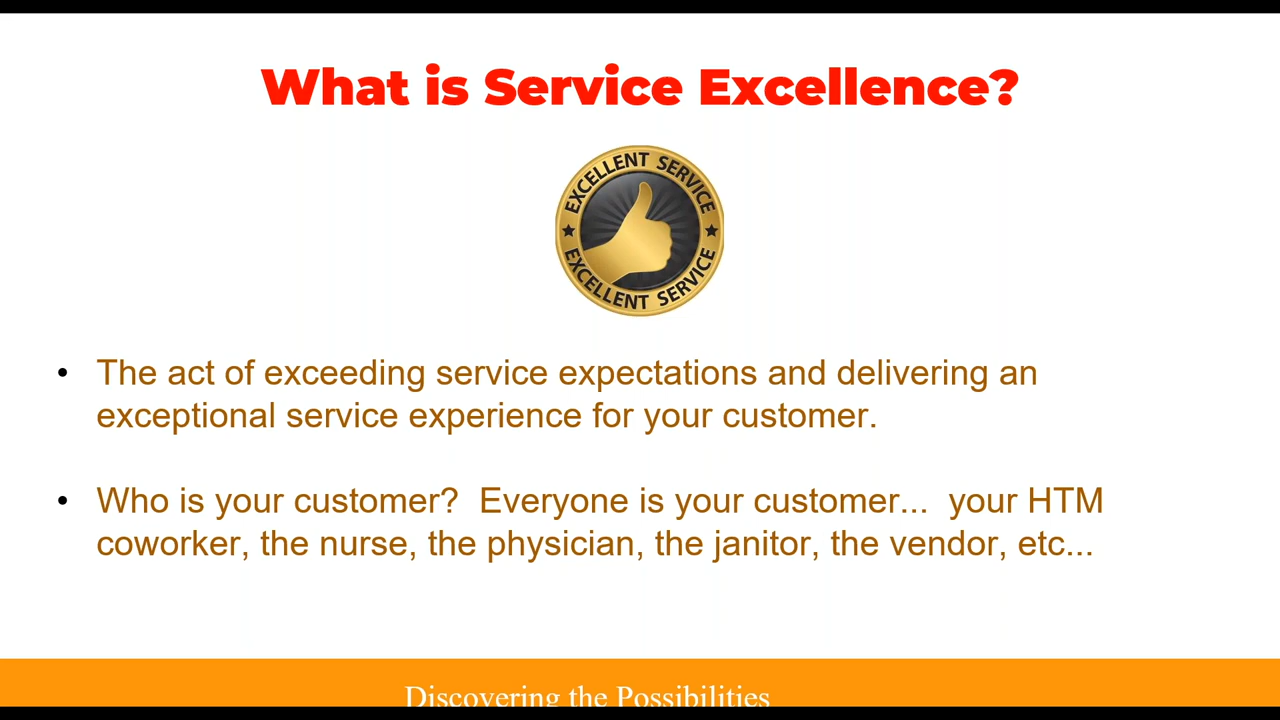 What is Service Excellence?
EXCELLENT SERVICE
EXCELLENT SERVICE
• The act of exceeding service expectations and delivering an
exceptional service experience for your customer.
• Who is your customer?  Everyone is your customer...  your HTM
coworker, the nurse, the physician, the janitor, the vendor, etc...
Discovering the Possibilities